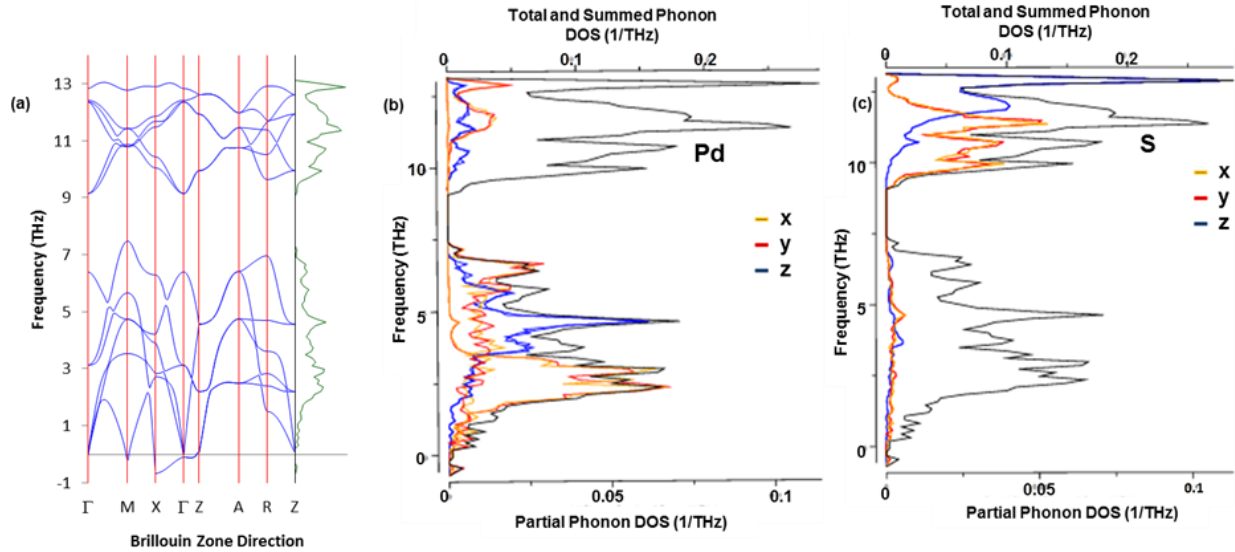 (a)
13
11
9
7
5
3
1
-1
Frequency (THz)
Γ M X Γ Z A R Z
Brillouin Zone Direction
Total and Summed Phonon
DOS (1/THz)
0 0.1 0.2
(b)
Pd
10
5
0
Frequency (THz)
x
y
z
0 0.05 0.1
Partial Phonon DOS (1/THz)
Total and Summed Phonon
DOS (1/THz)
0 0.1 0.2
(c)
S
10
5
0
Frequency (THz)
x
y
z
0 0.05 0.1
Partial Phonon DOS (1/THz)